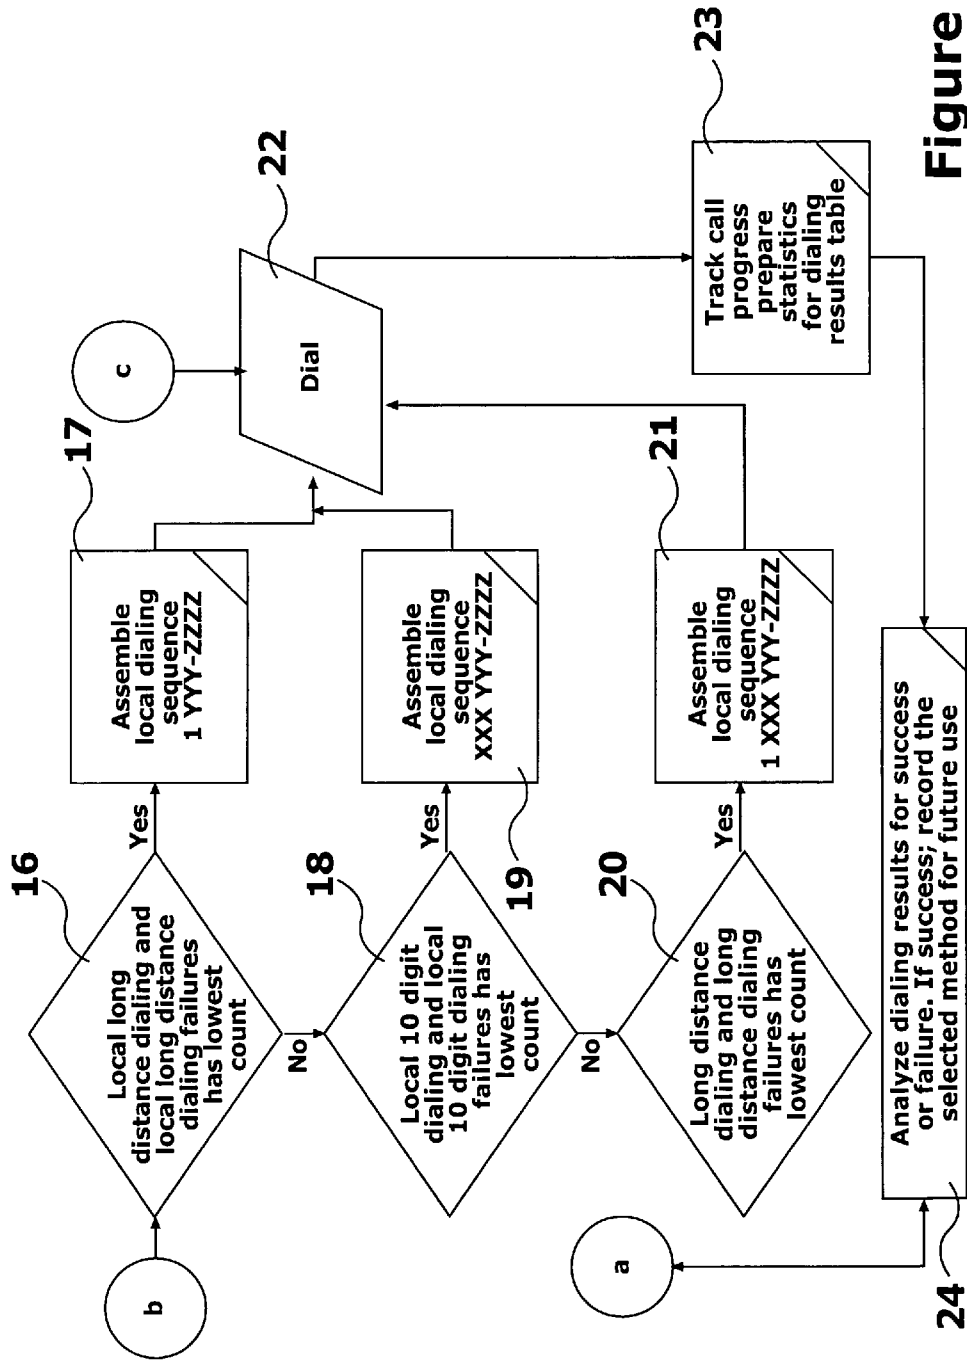 b
16
Local long
distance dialing and
local long distance
dialing failures
has lowest
count
Yes
17
Assemble
local dialing
sequence
1 YYY-ZZZZ
c
22
Dial
No
18
Local 10 digit
dialing and local
10 digit dialing
failures has
lowest
count
Yes
19
Assemble
local dialing
sequence
XXX YYY-ZZZZ
No
20
Long distance
dialing and long
distance dialing
failures has
lowest count
Yes
21
Assemble
local dialing
sequence
1 XXX YYY-ZZZZ
23
Track call
progress
prepare
statistics
for dialing
results table
a
24
Analyze dialing results for success
or failure. If success; record the
selected method for future use
Figure